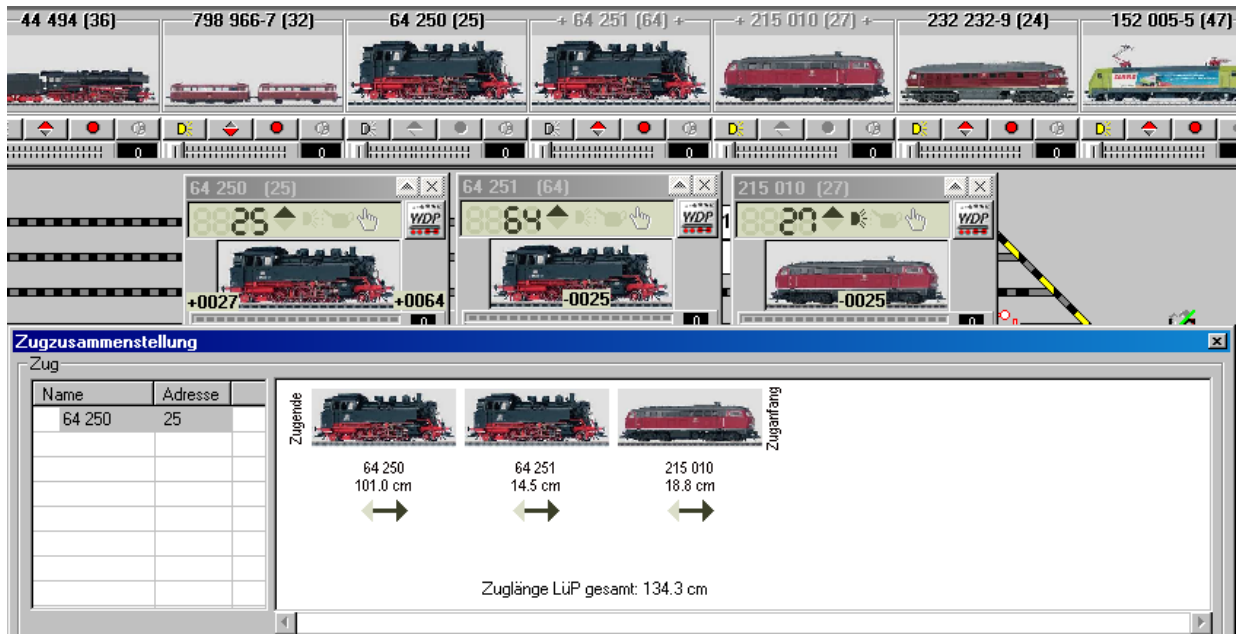 44 494 (36)
798 966-7 (32)
64 250 (25)
+ 64 251 (64) +
+ 215 010 (27) +
232 232-9 (24)
152 005-5 (47)
D D D D D D
0 0 0 0 0 0
64 250 (25)
64 251 (64)
215 010 (27)
25
WDP
64
WDP
27
WDP
1
+0027
+0064
-0025
-0025
0
0
0
n
Zugzusammenstellung
Zug
Name Adresse
64 250 25
Zugende
Zuganfang
64 250
101.0 cm
64 251
14.5 cm
215 010
18.8 cm
Zuglänge LüP gesamt: 134.3 cm